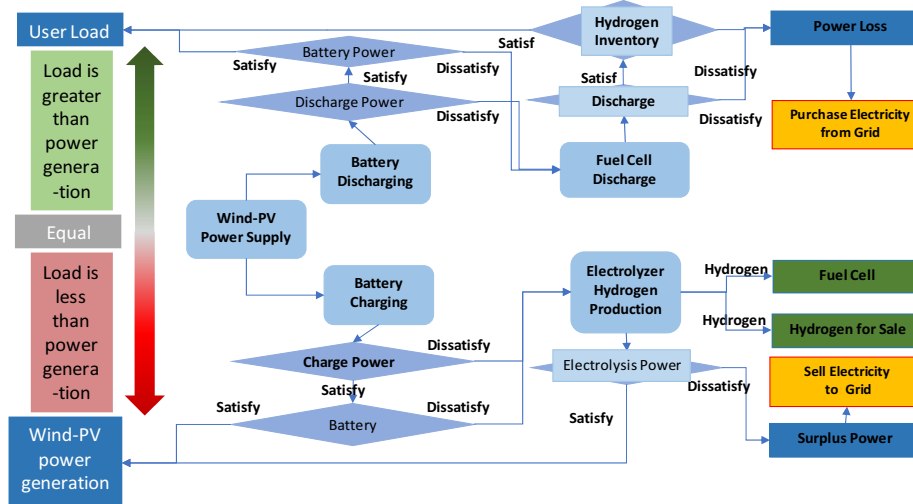 User Load
Load is
greater
than
power
genera
-tion
Equal
Load is
less
than
power
genera
-tion
Wind-PV
power
generation
Battery Power
Satisfy
Satisfy
Dissatisfy
Discharge Power
Dissatisfy
Battery
Discharging
Wind-PV
Power Supply
Battery
Charging
Charge Power
Dissatisfy
Satisfy
Satisfy
Dissatisfy
Battery
Hydrogen
Inventory
Satisf
Satisf
Dissatisfy
Discharge
Dissatisfy
Fuel Cell
Discharge
Power Loss
Purchase Electricity
from Grid
Electrolyzer
Hydrogen
Production
Hydrogen
Fuel Cell
Hydrogen
Hydrogen for Sale
Electrolysis Power
Dissatisfy
Satisfy
Sell Electricity
to Grid
Surplus Power